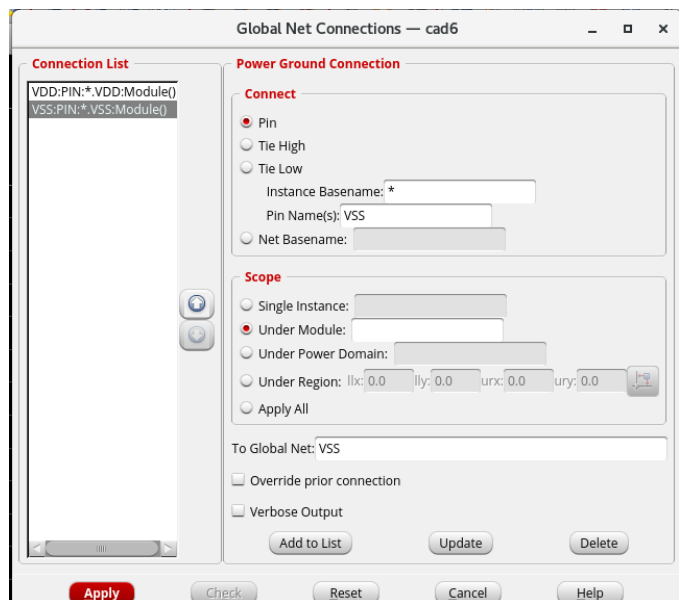 Global Net Connections — cad6
Connection List
VDD:PIN:*.VDD:Module()
VSS:PIN:*.VSS:Module()
Power Ground Connection
Connect
Pin
Tie High
Tie Low
Instance Basename: *
Pin Name(s): VSS
Net Basename:
Scope
Single Instance:
Under Module:
Under Power Domain:
Under Region: llx: 0.0 lly: 0.0 urx: 0.0 ury: 0.0
Apply All
To Global Net: VSS
Override prior connection
Verbose Output
Add to List Update Delete
Apply Check Reset Cancel Help